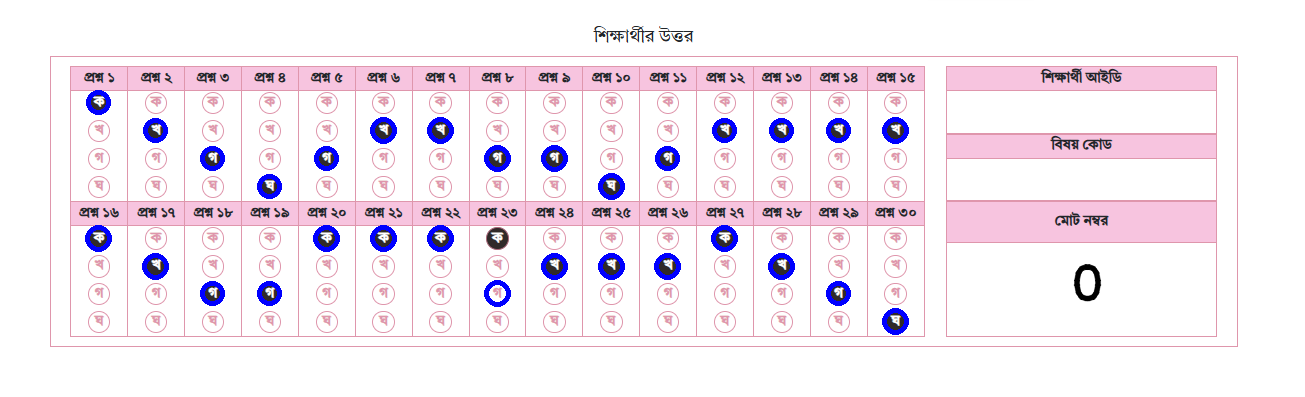 শিক্ষার্থীর উত্তর
প্রশ্ন ১ প্রশ্ন ২ প্রশ্ন ৩ প্রশ্ন ৪ প্রশ্ন ৫ প্রশ্ন ৬ প্রশ্ন ৭ প্রশ্ন ৮ প্রশ্ন ৯ প্রশ্ন ১০ প্রশ্ন ১১ প্রশ্ন ১২ প্রশ্ন ১৩ প্রশ্ন ১৪ প্রশ্ন ১৫
ক ক ক ক ক ক ক ক ক ক ক ক ক ক ক
খ খ খ খ খ খ খ খ খ খ খ খ খ খ খ
গ গ গ গ গ গ গ গ গ গ গ গ গ গ গ
ঘ ঘ ঘ ঘ ঘ ঘ ঘ ঘ ঘ ঘ ঘ ঘ ঘ ঘ ঘ
প্রশ্ন ১৬ প্রশ্ন ১৭ প্রশ্ন ১৮ প্রশ্ন ১৯ প্রশ্ন ২০ প্রশ্ন ২১ প্রশ্ন ২২ প্রশ্ন ২৩ প্রশ্ন ২৪ প্রশ্ন ২৫ প্রশ্ন ২৬ প্রশ্ন ২৭ প্রশ্ন ২৮ প্রশ্ন ২৯ প্রশ্ন ৩০
ক ক ক ক ক ক ক ক ক ক ক ক ক ক ক
খ খ খ খ খ খ খ খ খ খ খ খ খ খ খ
গ গ গ গ গ গ গ গ গ গ গ গ গ গ গ
ঘ ঘ ঘ ঘ ঘ ঘ ঘ ঘ ঘ ঘ ঘ ঘ ঘ ঘ ঘ
শিক্ষার্থী আইডি
বিষয় কোড
মোট নম্বর
0